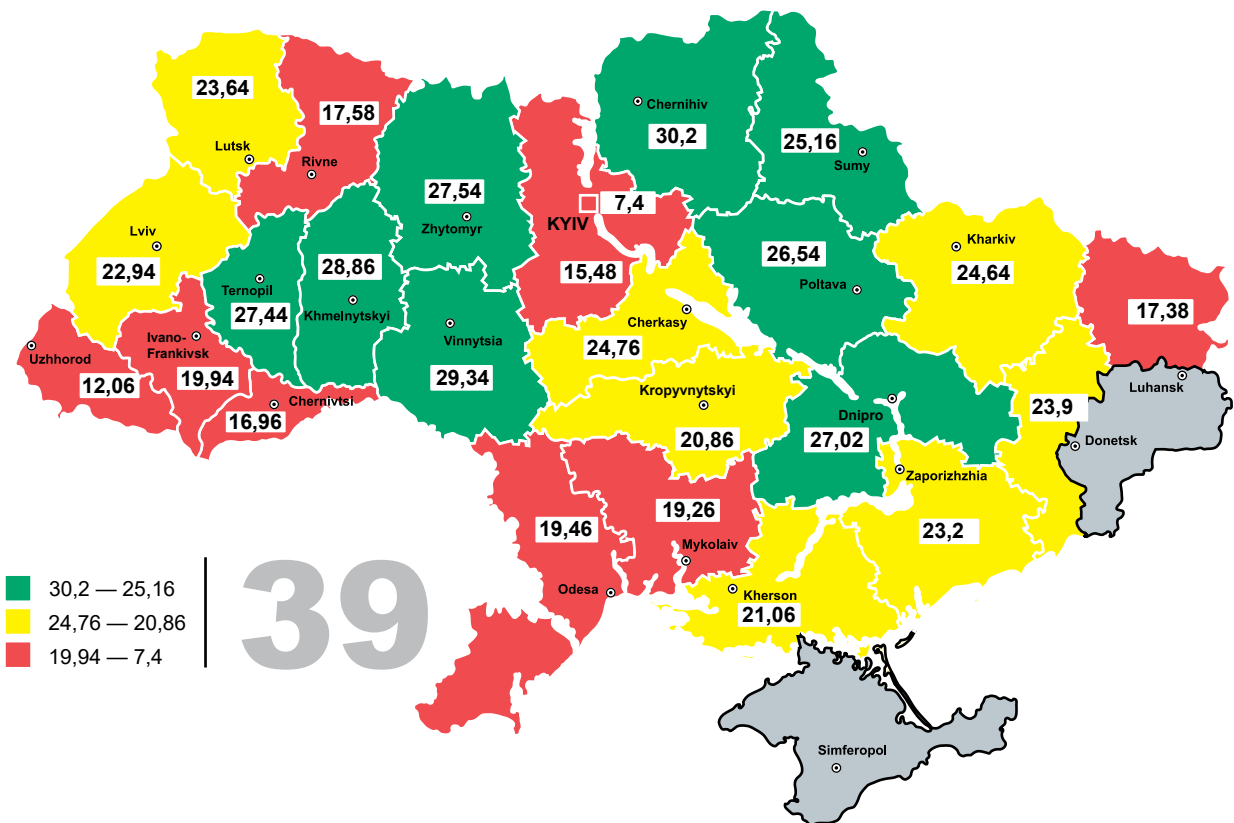 23,64
17,58
Lutsk
Rivne
Chernihiv
30,2
25,16
Sumy
27,54
Zhytomyr
7,4
KYIV
15,48
Lviv
22,94
Ternopil
27,44
28,86
Khmelnytskyi
Kharkiv
24,64
26,54
Poltava
17,38
Luhansk
Uzhhorod
12,06
Ivano-
Frankivsk
19,94
Chernivtsi
16,96
Vinnytsia
29,34
Cherkasy
24,76
Kropyvnytskyi
20,86
Dnipro
27,02
23,9
Donetsk
Zaporizhzhia
23,2
19,46
Odesa
19,26
Mykolaiv
Kherson
21,06
Simferopol
30,2 — 25,16
24,76 — 20,86
19,94 — 7,4
39